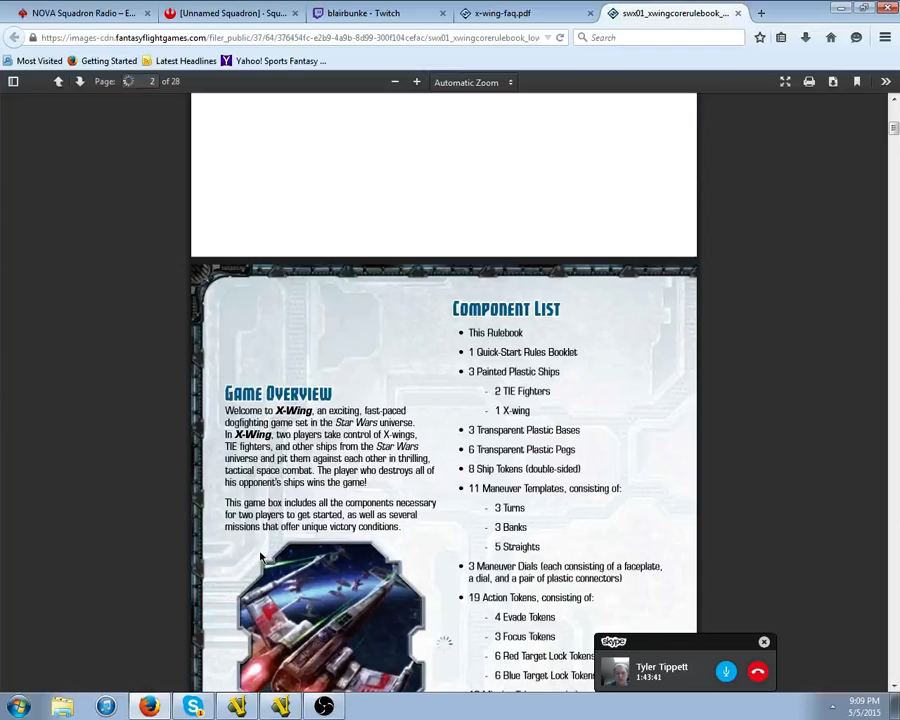 NOVA Squadron Radio – E...
[Unnamed Squadron] · Squ...
blairbunke - Twitch
x-wing-faq.pdf
swx01_xwingcorerulebook_...
https://images-cdn.fantasyflightgames.com/filer_public/37/64/376454fc-e2b9-4a9b-8d99-300f104cefac/swx01_xwingcorerulebook_low
Search
Most Visited
Getting Started
Latest Headlines
Yahoo! Sports Fantasy ...
Page: 2 of 28
Automatic Zoom
Game Overview
Welcome to X-Wing, an exciting, fast-paced
dogfighting game set in the Star Wars universe.
In X-Wing, two players take control of X-wings,
TIE fighters, and other ships from the Star Wars
universe and pit them against each other in thrilling,
tactical space combat. The player who destroys all of
his opponent's ships wins the game!
This game box includes all the components necessary
for two players to get started, as well as several
missions that offer unique victory conditions.
Component List
• This Rulebook
• 1 Quick-Start Rules Booklet
• 3 Painted Plastic Ships
- 2 TIE Fighters
- 1 X-wing
• 3 Transparent Plastic Bases
• 6 Transparent Plastic Pegs
• 8 Ship Tokens (double-sided)
• 11 Maneuver Templates, consisting of:
- 3 Turns
- 3 Banks
- 5 Straights
• 3 Maneuver Dials (each consisting of a faceplate,
a dial, and a pair of plastic connectors)
• 19 Action Tokens, consisting of:
- 4 Evade Tokens
- 3 Focus Tokens
- 6 Red Target Lock Tokens
- 6 Blue Target Lock Tokens
skype
Tyler Tippett
1:43:41
9:09 PM
5/5/2015